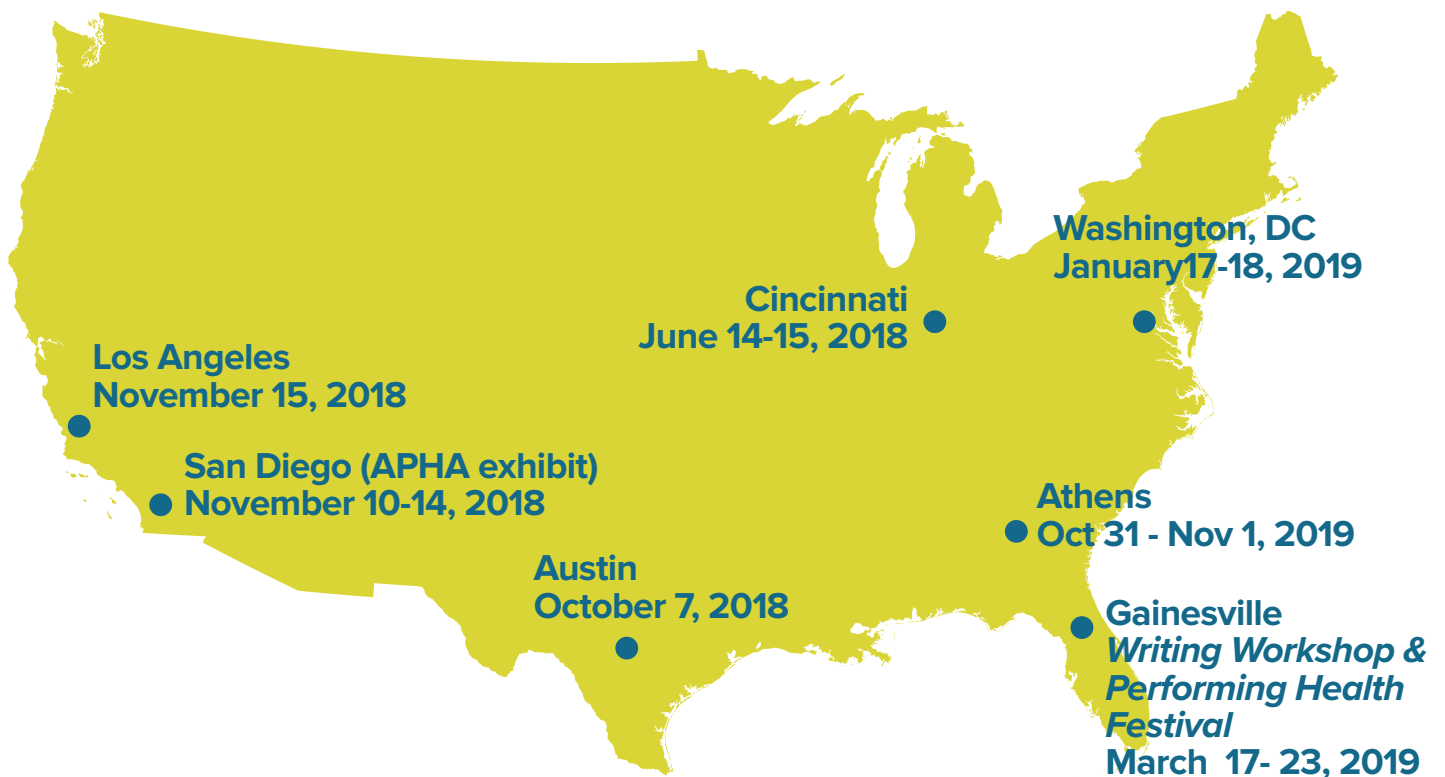 Washington, DC
January17-18, 2019
Cincinnati
June 14-15, 2018
Los Angeles
November 15, 2018
San Diego (APHA exhibit)
November 10-14, 2018
Athens
Oct 31 - Nov 1, 2019
Austin
October 7, 2018
Gainesville
Writing Workshop &
Performing Health
Festival
March 17- 23, 2019